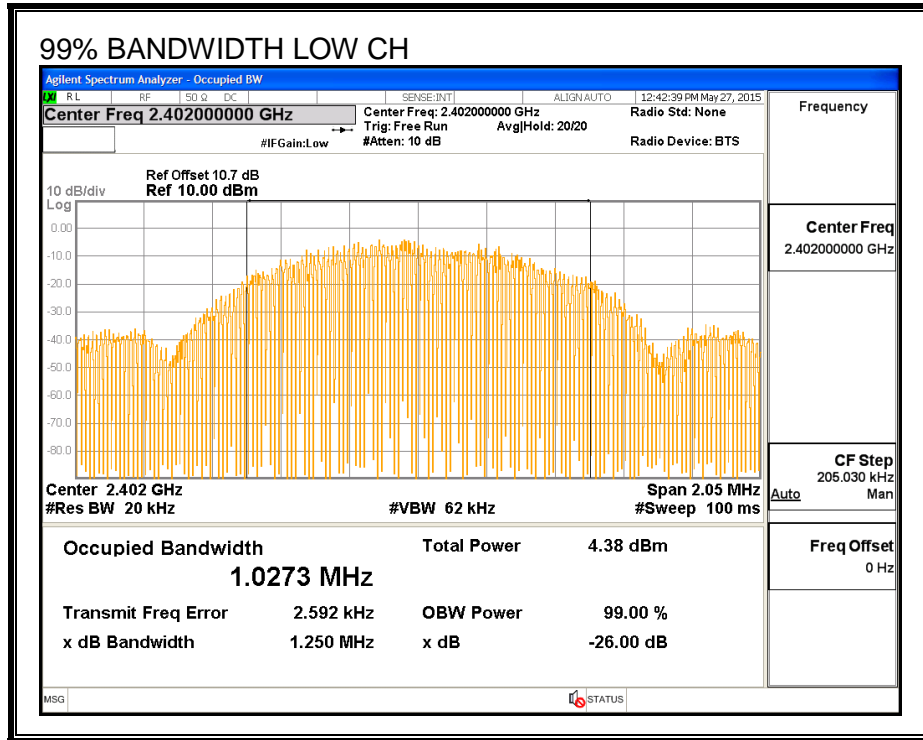 99% BANDWIDTH LOW CH
Agilent Spectrum Analyzer - Occupied BW
LXI RL RF 50 Ω DC SENSE:INT ALIGN AUTO 12:42:39 PM May 27, 2015
Center Freq 2.402000000 GHz
Center Freq: 2.402000000 GHz
Radio Std: None
Trig: Free Run Avg|Hold: 20/20
#IFGain:Low
#Atten: 10 dB
Radio Device: BTS
Ref Offset 10.7 dB
10 dB/div Ref 10.00 dBm
Log
0.00
-10.0
-20.0
-30.0
-40.0
-50.0
-60.0
-70.0
-80.0
Center 2.402 GHz Span 2.05 MHz
#Res BW 20 kHz #VBW 62 kHz #Sweep 100 ms
Occupied Bandwidth Total Power 4.38 dBm
1.0273 MHz
Transmit Freq Error 2.592 kHz OBW Power 99.00 %
x dB Bandwidth 1.250 MHz x dB -26.00 dB
MSG STATUS
Frequency
Center Freq
2.402000000 GHz
CF Step
205.030 kHz
Auto Man
Freq Offset
0 Hz